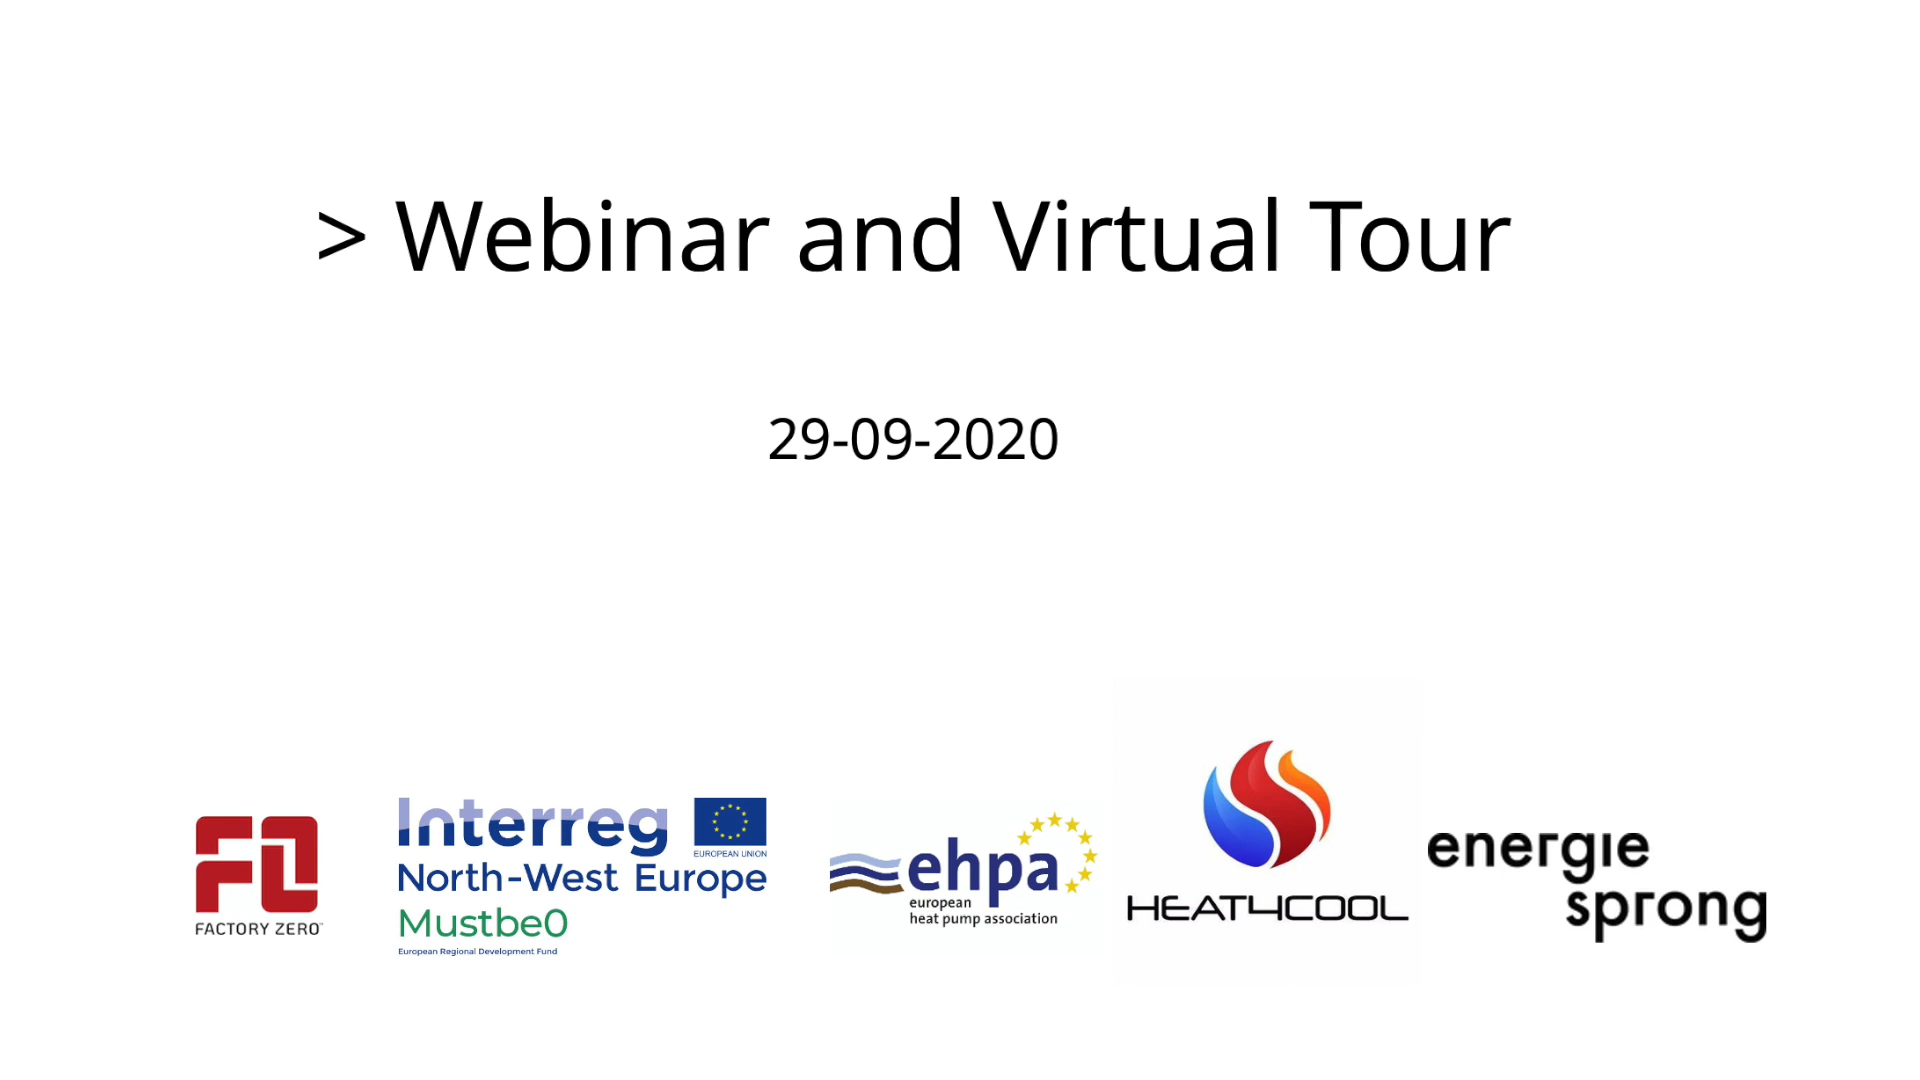 > Webinar and Virtual Tour
29-09-2020
FACTORY ZERO
Interreg
EUROPEAN UNION
North-West Europe
Mustbe0
European Regional Development Fund
ehpa
european
heat pump association
HEAT4COOL
energie
sprong